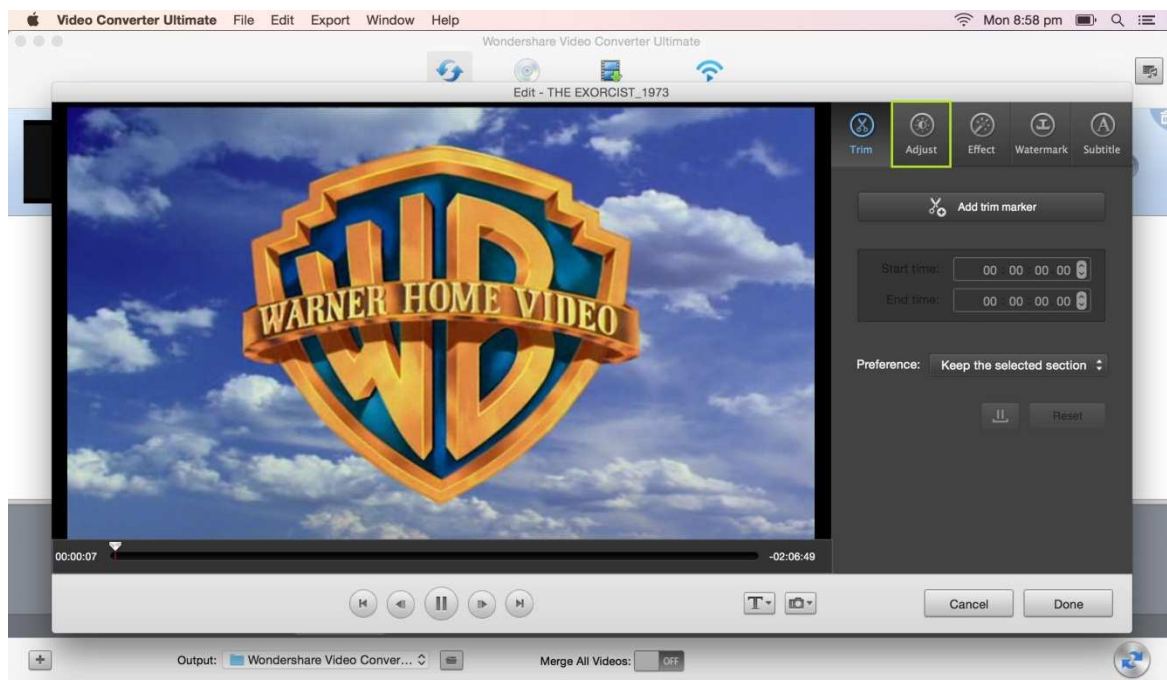 Video Converter Ultimate File Edit Export Window Help Mon 8:58 pm
Wondershare Video Converter Ultimate
Edit - THE EXORCIST_1973
Trim Adjust Effect Watermark Subtitle
WARNER HOME VIDEO
Add trim marker
Start time: 00 : 00 : 00 . 00
End time: 00 : 00 : 00 . 00
Preference: Keep the selected section
Reset
00:00:07 -02:06:49
T
Cancel Done
Output: Wondershare Video Conver... Merge All Videos: OFF